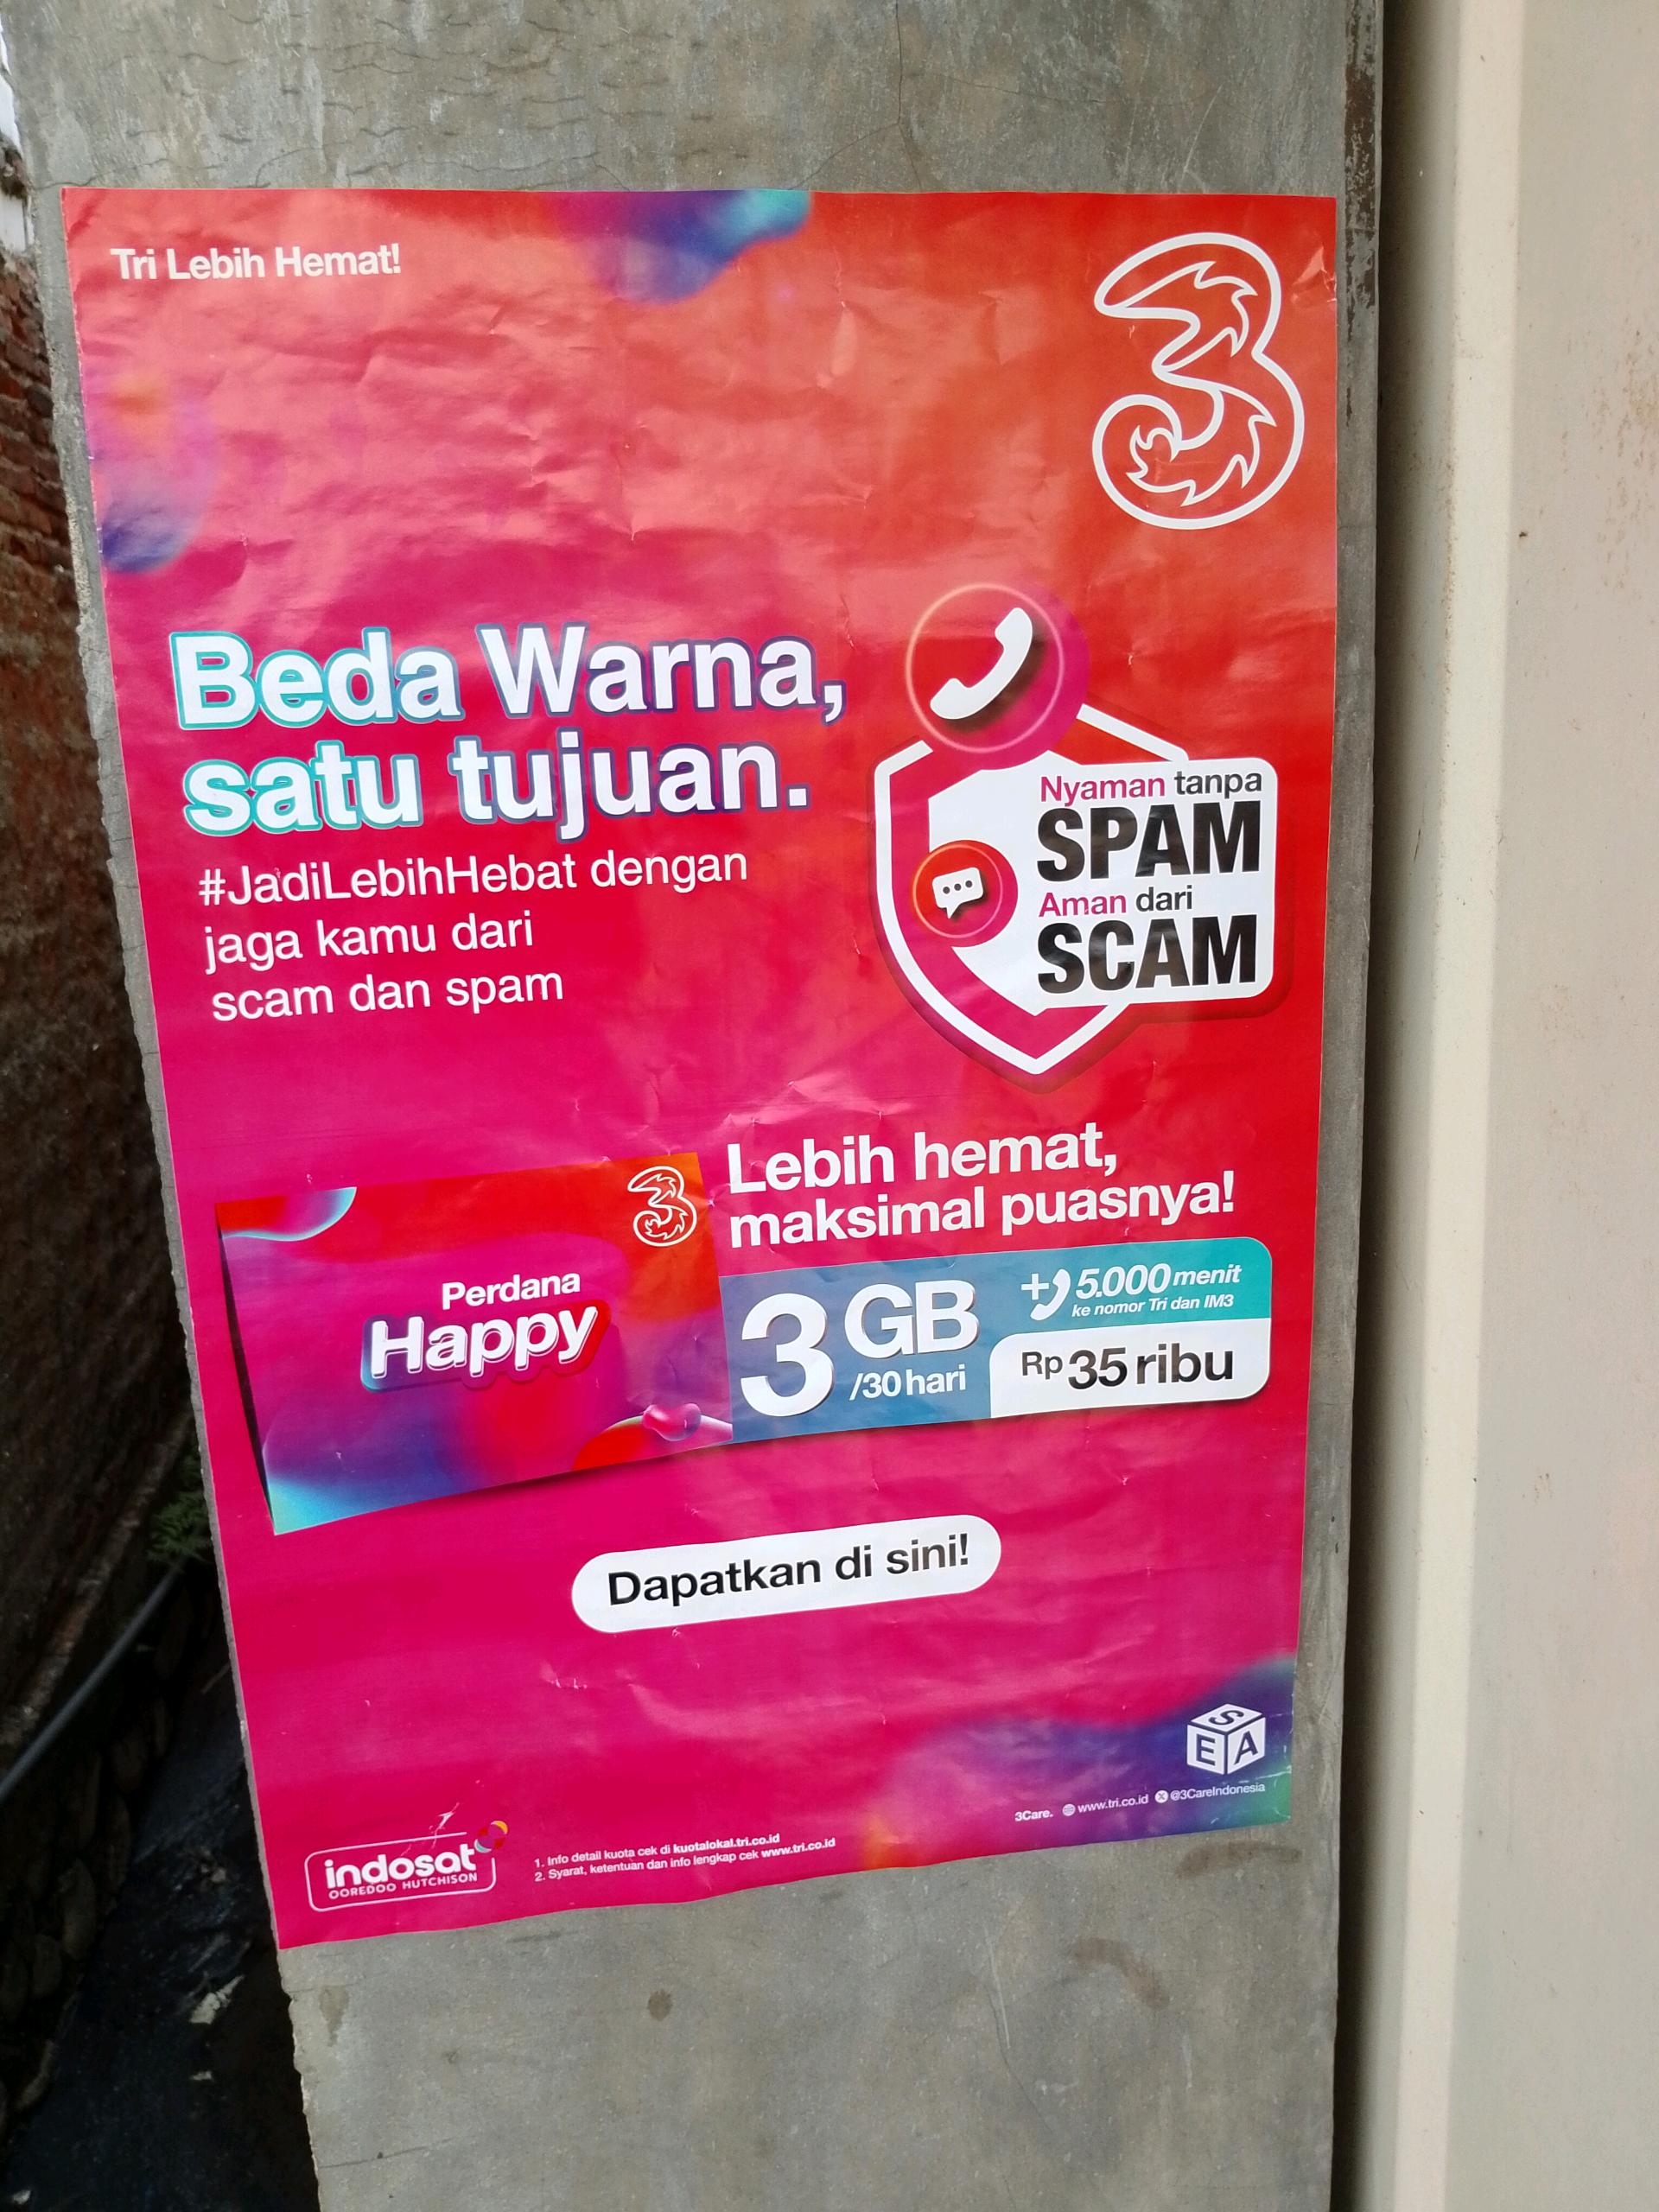 Tri Lebih Hemat!
3
Beda Warna,
satu tujuan.
#JadiLebihHebat dengan
jaga kamu dari
scam dan spam
Nyaman tanpa
SPAM
Aman dari
SCAM
3
Perdana
Happy
Lebih hemat,
maksimal puasnya!
3 GB
/30 hari
+ 5.000 menit
ke nomor Tri dan IM3
Rp 35 ribu
Dapatkan di sini!
S
E A
3Care. www.tri.co.id X @3CareIndonesia
indosat
OOREDOO HUTCHISON
1. Info detail kuota cek di kuotalokal.tri.co.id
2. Syarat, ketentuan dan info lengkap cek www.tri.co.id